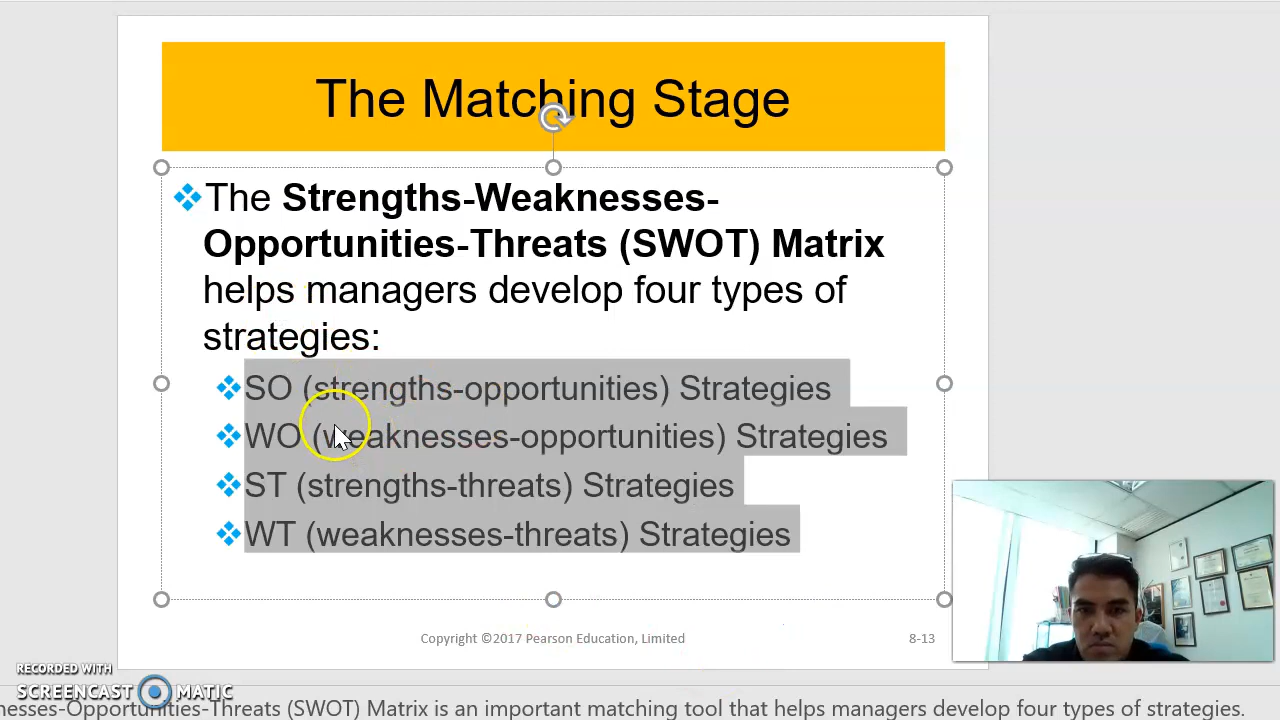 The Matching Stage
The Strengths-Weaknesses-
Opportunities-Threats (SWOT) Matrix
helps managers develop four types of
strategies:
SO (strengths-opportunities) Strategies
WO (weaknesses-opportunities) Strategies
ST (strengths-threats) Strategies
WT (weaknesses-threats) Strategies
Copyright ©2017 Pearson Education, Limited
8-13
RECORDED WITH
SCREENCAST MATIC
nesses-Opportunities-Threats (SWOT) Matrix is an important matching tool that helps managers develop four types of strategies.